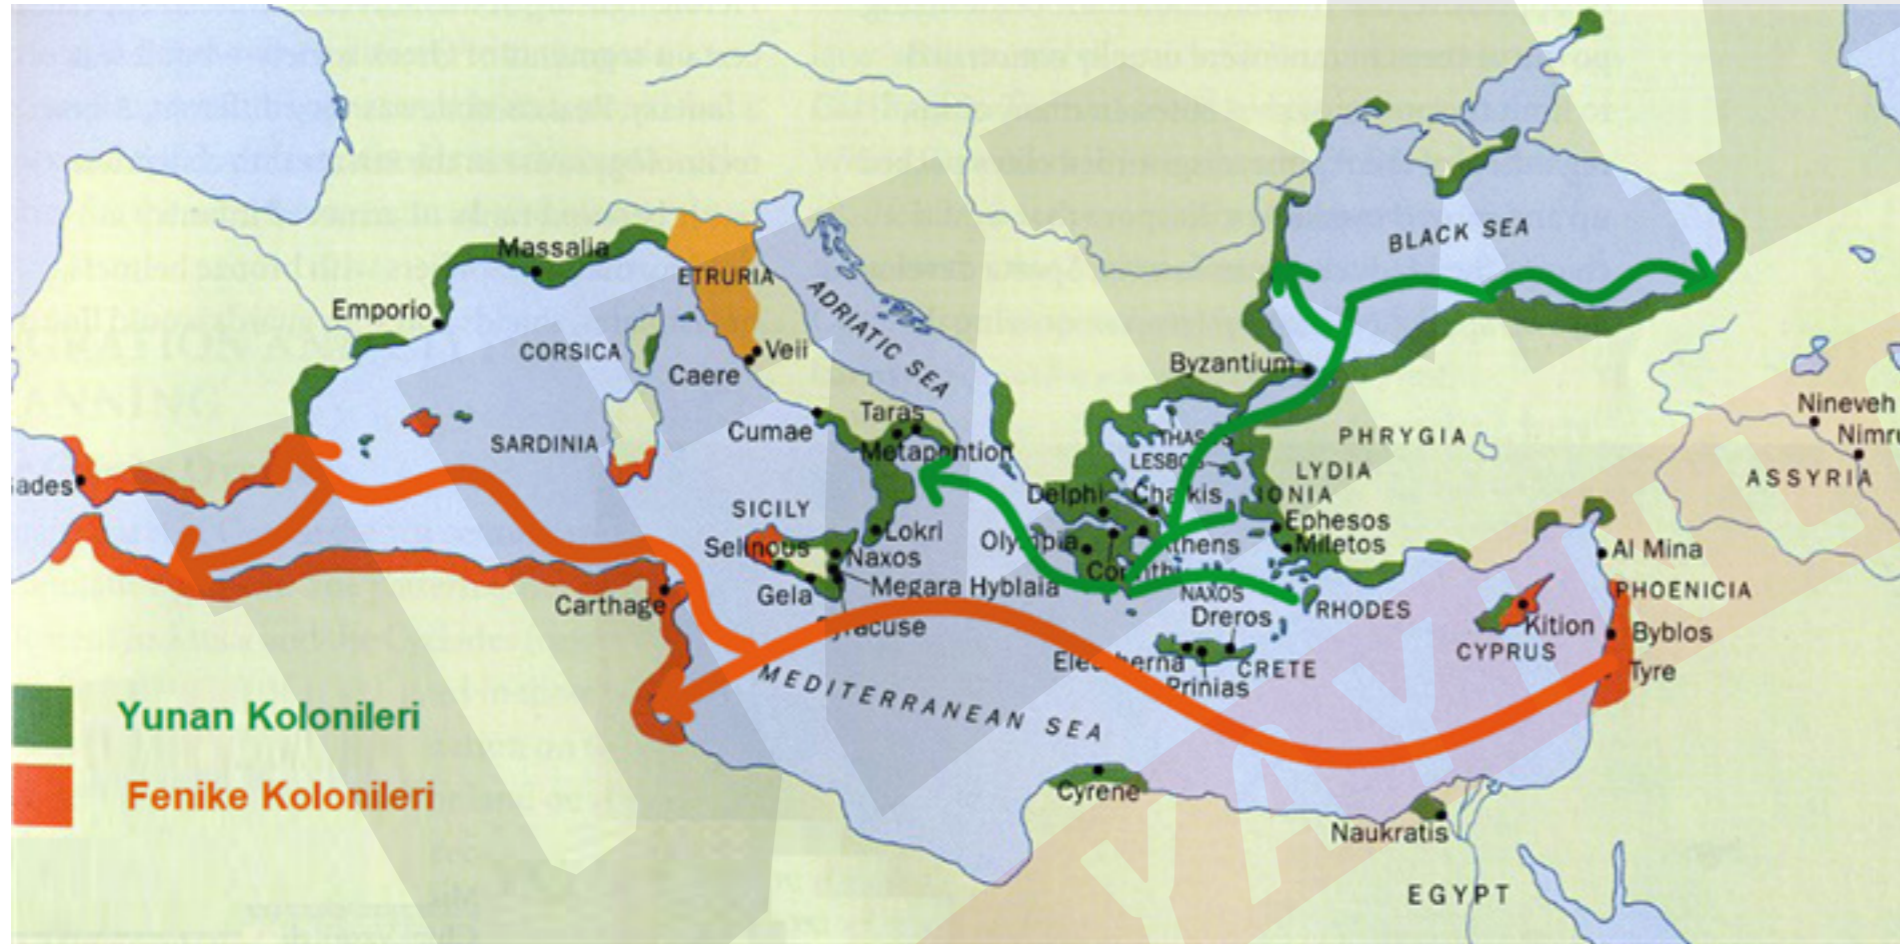 BLACK SEA
Massalia
ETRURIA
ADRIATIC SEA
Emporio
CORSICA
Veii
Caere
Byzantium
Nineveh
Taras
Cumae
Metapontion
SARDINIA
THASOS
PHRYGIA
LESBOS
LYDIA
ASSYRIA
Delphi
Chalkis
IONIA
SICILY
Lokri
Ephesos
Selinous
Naxos
Olympia
Athens
Miletos
Al Mina
Corinth
Carthage
Gela
Megara Hyblaia
NAXOS
RHODES
PHOENICIA
Syracuse
Dreros
Kition
Byblos
CYPRUS
Eleutherna
CRETE
Tyre
Prinias
MEDITERRANEAN SEA
Yunan Kolonileri
Fenike Kolonileri
Cyrene
Naukratis
EGYPT